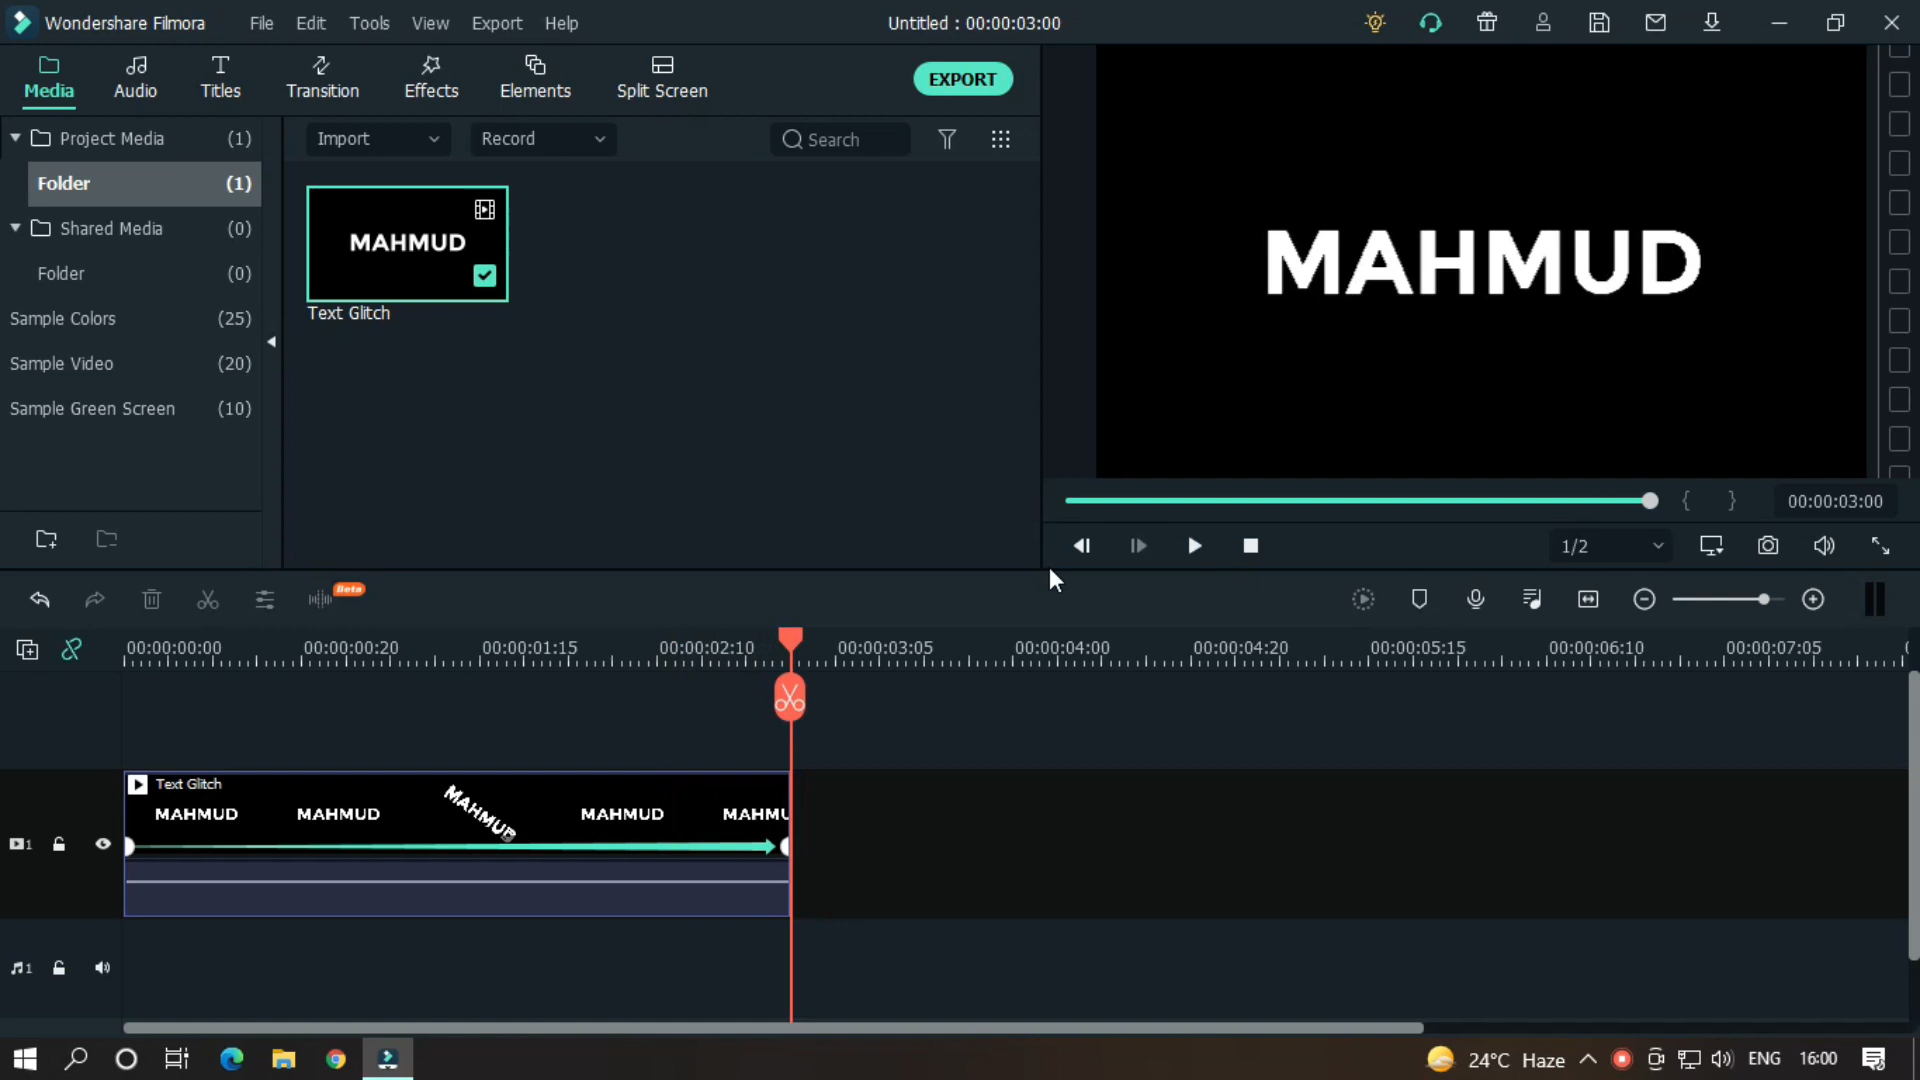 Wondershare Filmora File Edit Tools View Export Help Untitled : 00:00:03:00
Media Audio Titles Transition Effects Elements Split Screen EXPORT
Project Media (1)
Import Record Search
Folder (1)
Shared Media (0)
Folder (0)
Sample Colors (25)
Sample Video (20)
Sample Green Screen (10)
MAHMUD
Text Glitch
MAHMUD
00:00:03:00
1/2
Beta
00:00:00:00 00:00:00:20 00:00:01:15 00:00:02:10 00:00:03:05 00:00:04:00 00:00:04:20 00:00:05:15 00:00:06:10 00:00:07:05
Text Glitch
MAHMUD MAHMUD MAHMUD MAHMUD MAHMU
1
1
24°C Haze ENG 16:00